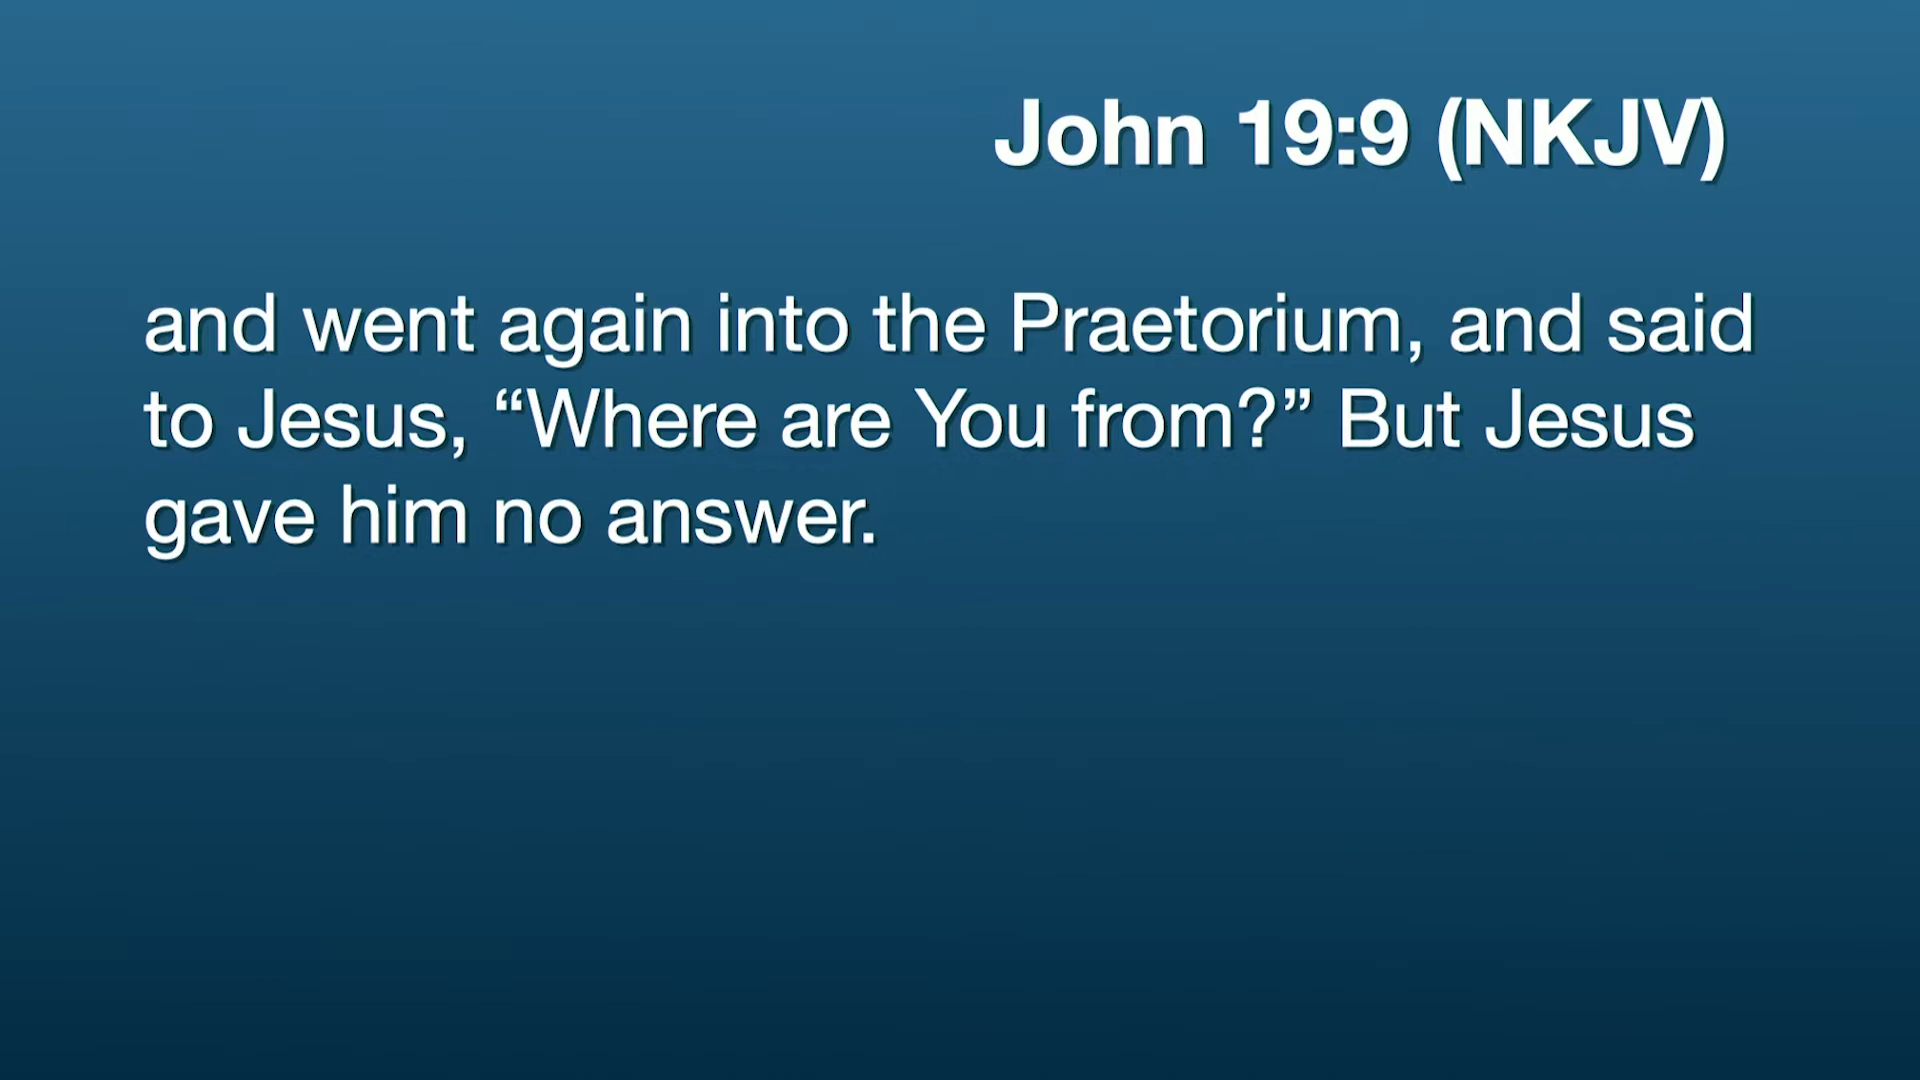 John 19:9 (NKJV)
and went again into the Praetorium, and said
to Jesus, “Where are You from?” But Jesus
gave him no answer.